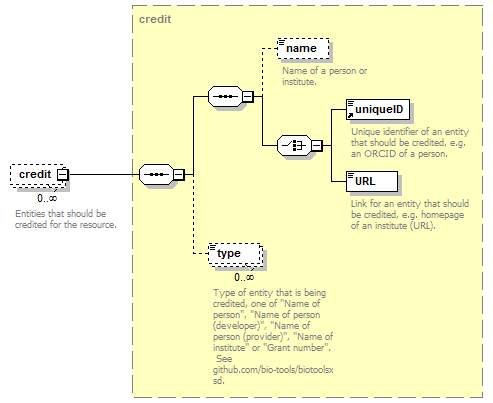 credit
name
Name of a person or
institute.
uniqueID
Unique identifier of an entity
that should be credited, e.g.
an ORCID of a person.
URL
Link for an entity that should
be credited, e.g. homepage
of an institute (URL).
credit
0..∞
Entities that should be
credited for the resource.
type
0..∞
Type of entity that is being
credited, one of "Name of
person", "Name of person
(developer)", "Name of
person (provider)", "Name of
institute" or "Grant number".
See
github.com/bio-tools/biotoolsx
sd.